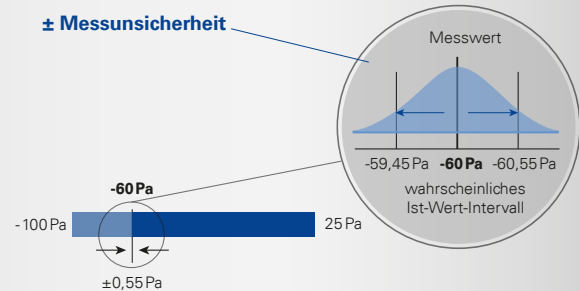 ± Messunsicherheit
Messwert
-59,45 Pa -60 Pa -60,55 Pa
wahrscheinliches
Ist-Wert-Intervall
-60 Pa
-100 Pa 25 Pa
±0,55 Pa